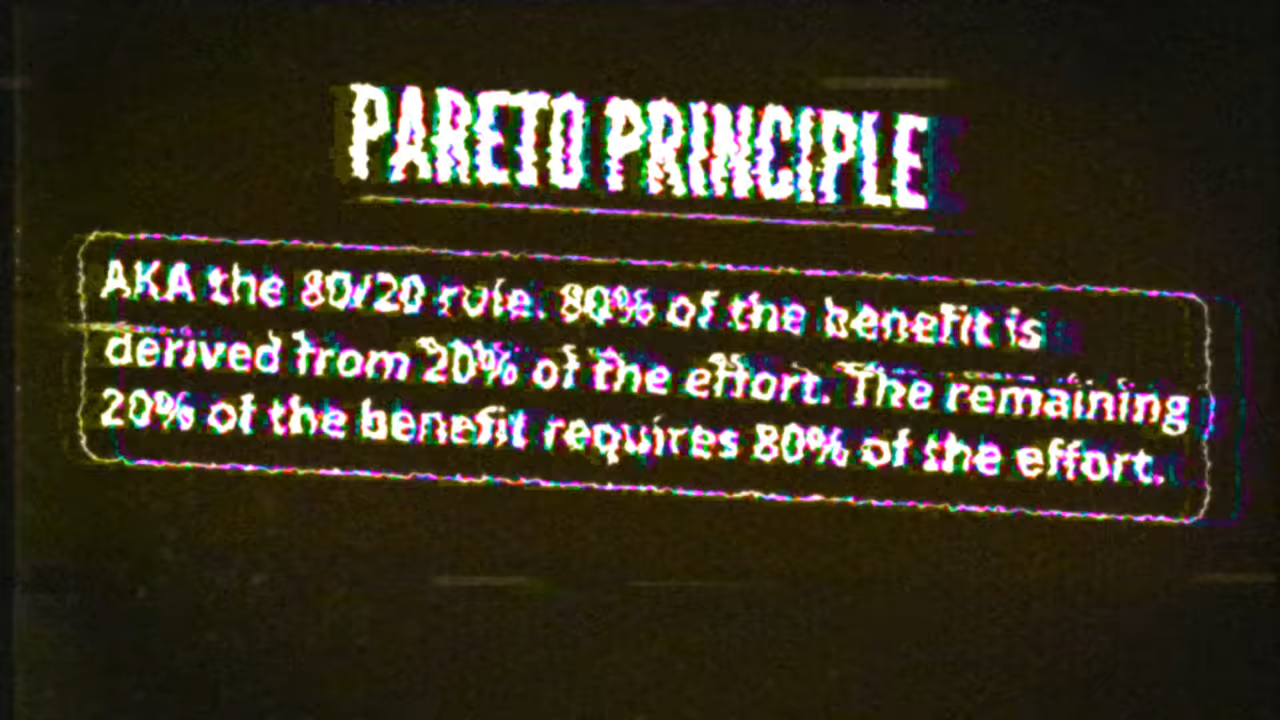 PARETO PRINCIPLE
AKA the 80/20 rule. 80% of the benefit is
derived from 20% of the effort. The remaining
20% of the benefit requires 80% of the effort.